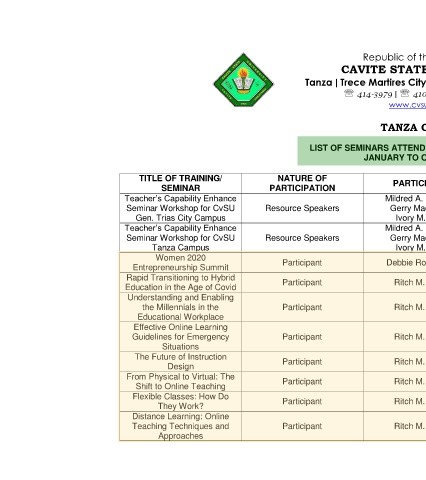 Republic of th
CAVITE STATE
Tanza | Trece Martires City
☏ 414-3979 | ☏ 410
www.cvs
TANZA C
LIST OF SEMINARS ATTEND
JANUARY TO O
TITLE OF TRAINING/
SEMINAR
NATURE OF
PARTICIPATION
PARTICI
Teacher's Capability Enhance
Seminar Workshop for CvSU
Gen. Trias City Campus
Resource Speakers
Mildred A.
Gerry Ma
Ivory M.
Teacher's Capability Enhance
Seminar Workshop for CvSU
Tanza Campus
Resource Speakers
Mildred A.
Gerry Ma
Ivory M.
Women 2020
Entrepreneurship Summit
Participant
Debbie Ro
Rapid Transitioning to Hybrid
Education in the Age of Covid
Participant
Ritch M.
Understanding and Enabling
the Millennials in the
Educational Workplace
Participant
Ritch M.
Effective Online Learning
Guidelines for Emergency
Situations
Participant
Ritch M.
The Future of Instruction
Design
Participant
Ritch M.
From Physical to Virtual: The
Shift to Online Teaching
Participant
Ritch M.
Flexible Classes: How Do
They Work?
Participant
Ritch M.
Distance Learning: Online
Teaching Techniques and
Approaches
Participant
Ritch M.